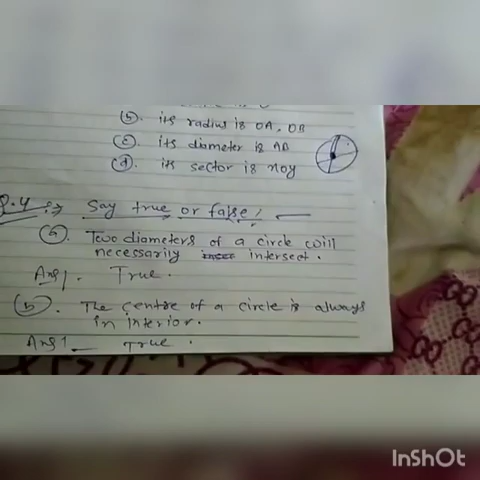 (b). its radius is OA, OB
(c). its diameter is AB
(d). its sector is xoy
Q.4 :→ Say true or false :—
(a). Two diameters of a circle will
necessarily intersect.
Ans]. True.
(b). The centre of a circle is always
in interior.
Ans]. True.
InShOt